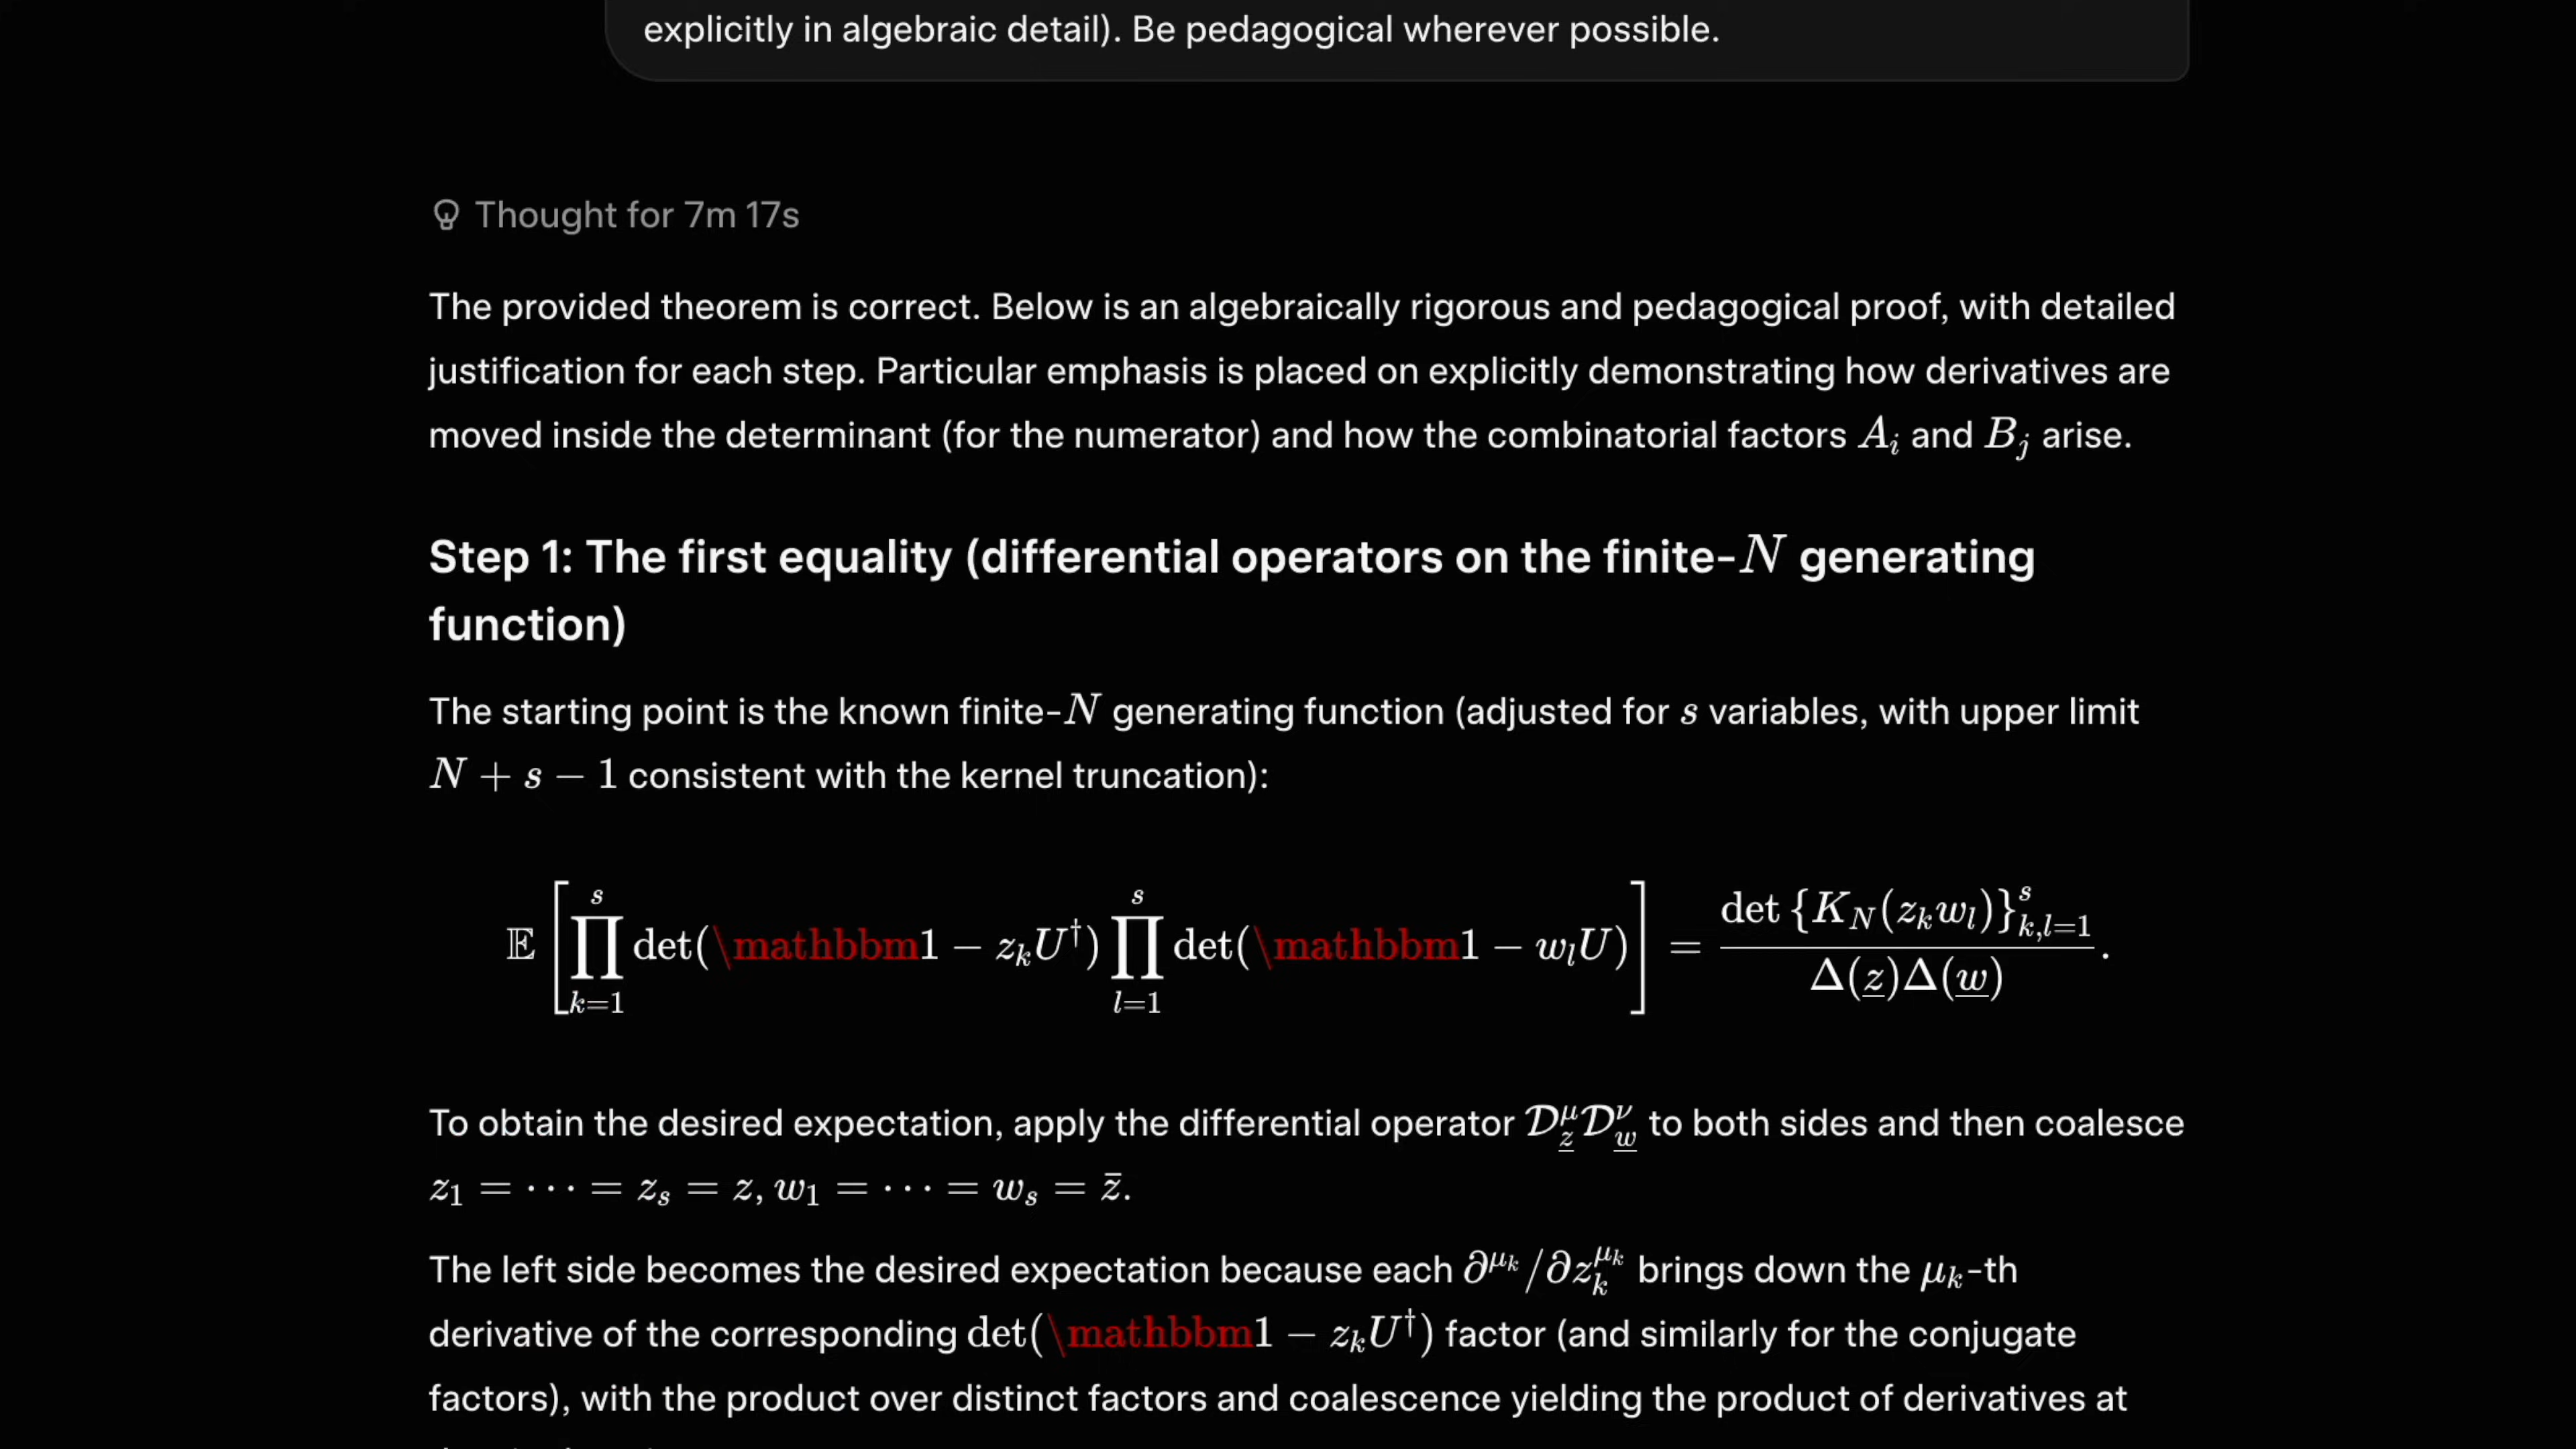 explicitly in algebraic detail). Be pedagogical wherever possible.
Thought for 7m 17s
The provided theorem is correct. Below is an algebraically rigorous and pedagogical proof, with detailed
justification for each step. Particular emphasis is placed on explicitly demonstrating how derivatives are
moved inside the determinant (for the numerator) and how the combinatorial factors A_i and B_j arise.
Step 1: The first equality (differential operators on the finite-N generating
function)
The starting point is the known finite-N generating function (adjusted for s variables, with upper limit
N + s − 1 consistent with the kernel truncation):
𝔼 [ ∏_{k=1}^{s} det(\mathbbm1 − z_k U^†) ∏_{l=1}^{s} det(\mathbbm1 − w_l U) ] = det {K_N(z_k w_l)}_{k,l=1}^{s} / Δ(z̲)Δ(w̲) .
To obtain the desired expectation, apply the differential operator 𝒟_{z̲}^{μ} 𝒟_{w̲}^{ν} to both sides and then coalesce
z_1 = ⋯ = z_s = z, w_1 = ⋯ = w_s = z̄.
The left side becomes the desired expectation because each ∂^{μ_k}/∂z_k^{μ_k} brings down the μ_k-th
derivative of the corresponding det(\mathbbm1 − z_k U^†) factor (and similarly for the conjugate
factors), with the product over distinct factors and coalescence yielding the product of derivatives at